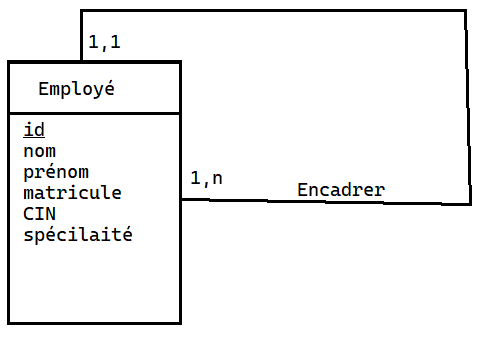 1,1
Employé
id
nom
prénom
matricule
CIN
spécilaité
1,n
Encadrer